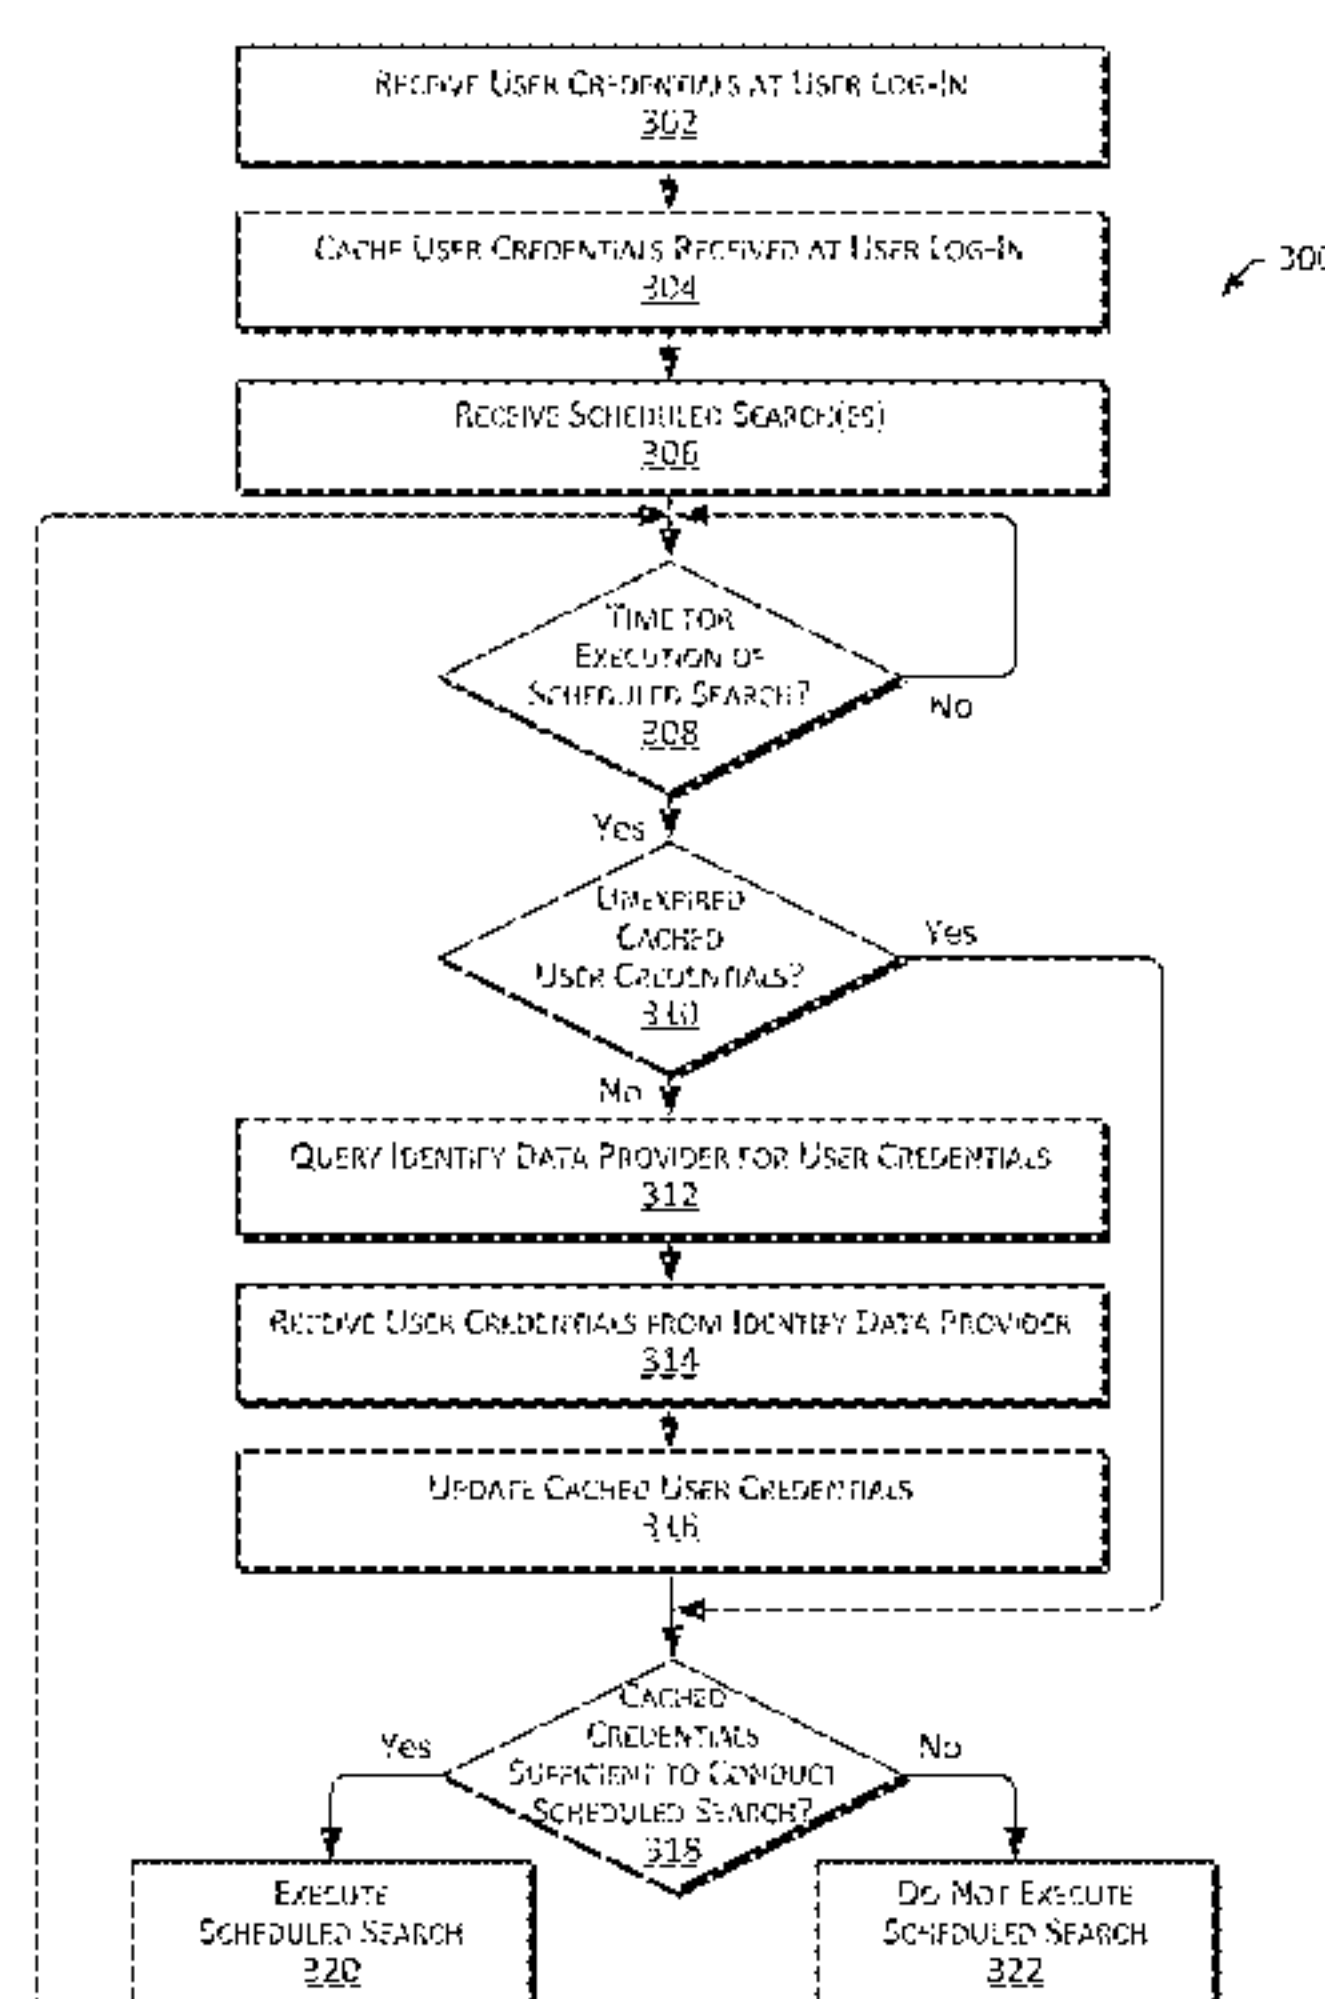 RECEIVE USER CREDENTIALS AT USER LOG-IN
302
CACHE USER CREDENTIALS RECEIVED AT USER LOG-IN
304
300
RECEIVE SCHEDULED SEARCH(ES)
306
TIME FOR
EXECUTION OF
SCHEDULED SEARCH?
308
No
Yes
UNEXPIRED
CACHED
USER CREDENTIALS?
310
Yes
No
QUERY IDENTIFY DATA PROVIDER FOR USER CREDENTIALS
312
RECEIVE USER CREDENTIALS FROM IDENTIFY DATA PROVIDER
314
UPDATE CACHED USER CREDENTIALS
316
CACHED
CREDENTIALS
SUFFICIENT TO CONDUCT
SCHEDULED SEARCH?
318
Yes
No
EXECUTE
SCHEDULED SEARCH
320
DO NOT EXECUTE
SCHEDULED SEARCH
322